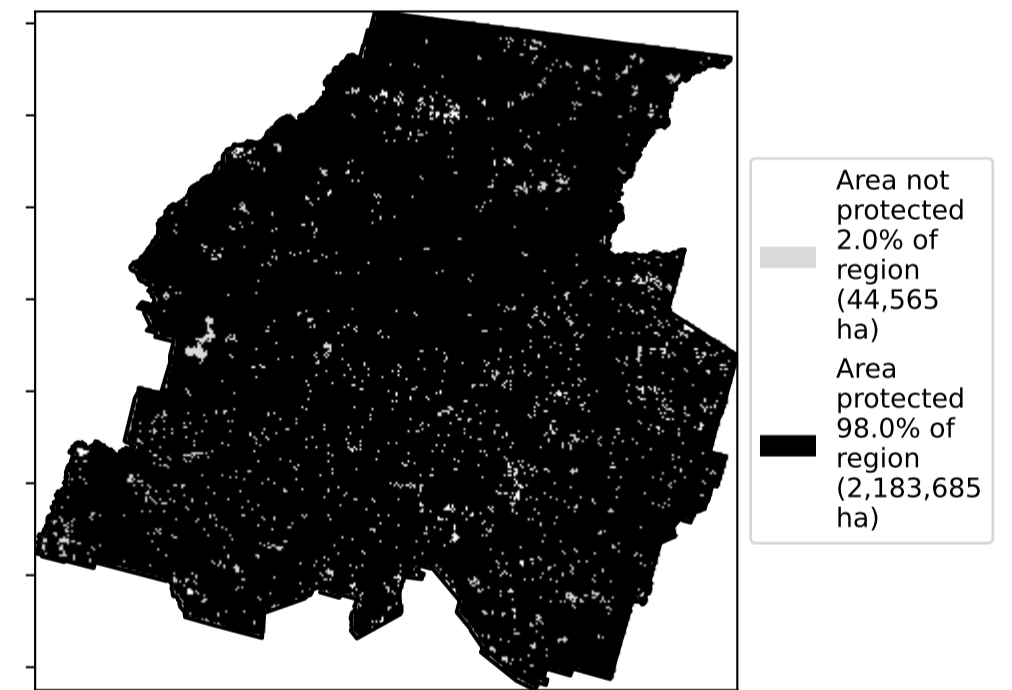 Area not
protected
2.0% of
region
(44,565
ha)
Area
protected
98.0% of
region
(2,183,685
ha)